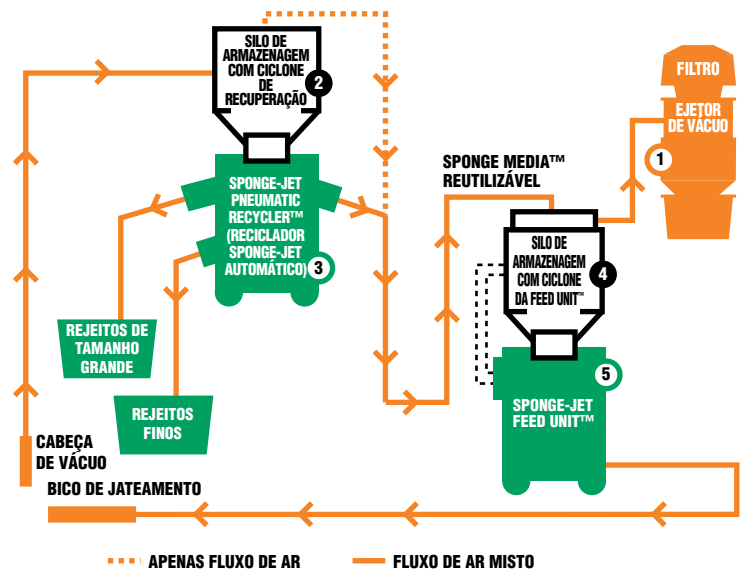 SILO DE
ARMAZENAGEM
COM CICLONE
DE
RECUPERAÇÃO
2
FILTRO
EJETOR
DE VÁCUO
1
SPONGE MEDIA™
REUTILIZÁVEL
SPONGE-JET
PNEUMATIC
RECYCLER™
(RECICLADOR
SPONGE-JET
AUTOMÁTICO)
3
SILO DE
ARMAZENAGEM
COM CICLONE
DA FEED UNIT™
4
REJEITOS DE
TAMANHO
GRANDE
REJEITOS
FINOS
5
SPONGE-JET
FEED UNIT™
CABEÇA
DE VÁCUO
BICO DE JATEAMENTO
APENAS FLUXO DE AR
FLUXO DE AR MISTO